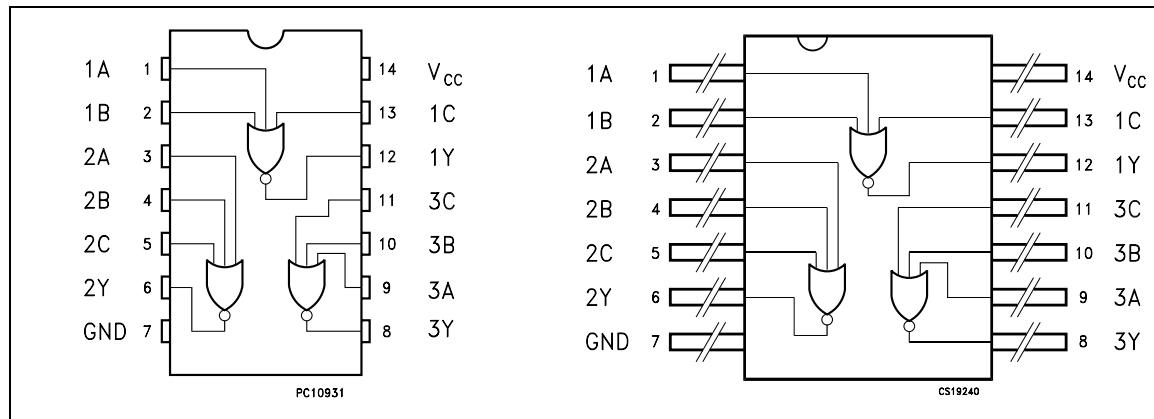 1A 1 14 VCC
1B 2 13 1C
2A 3 12 1Y
2B 4 11 3C
2C 5 10 3B
2Y 6 9 3A
GND 7 8 3Y
PC10931
1A 1 14 VCC
1B 2 13 1C
2A 3 12 1Y
2B 4 11 3C
2C 5 10 3B
2Y 6 9 3A
GND 7 8 3Y
CS19240